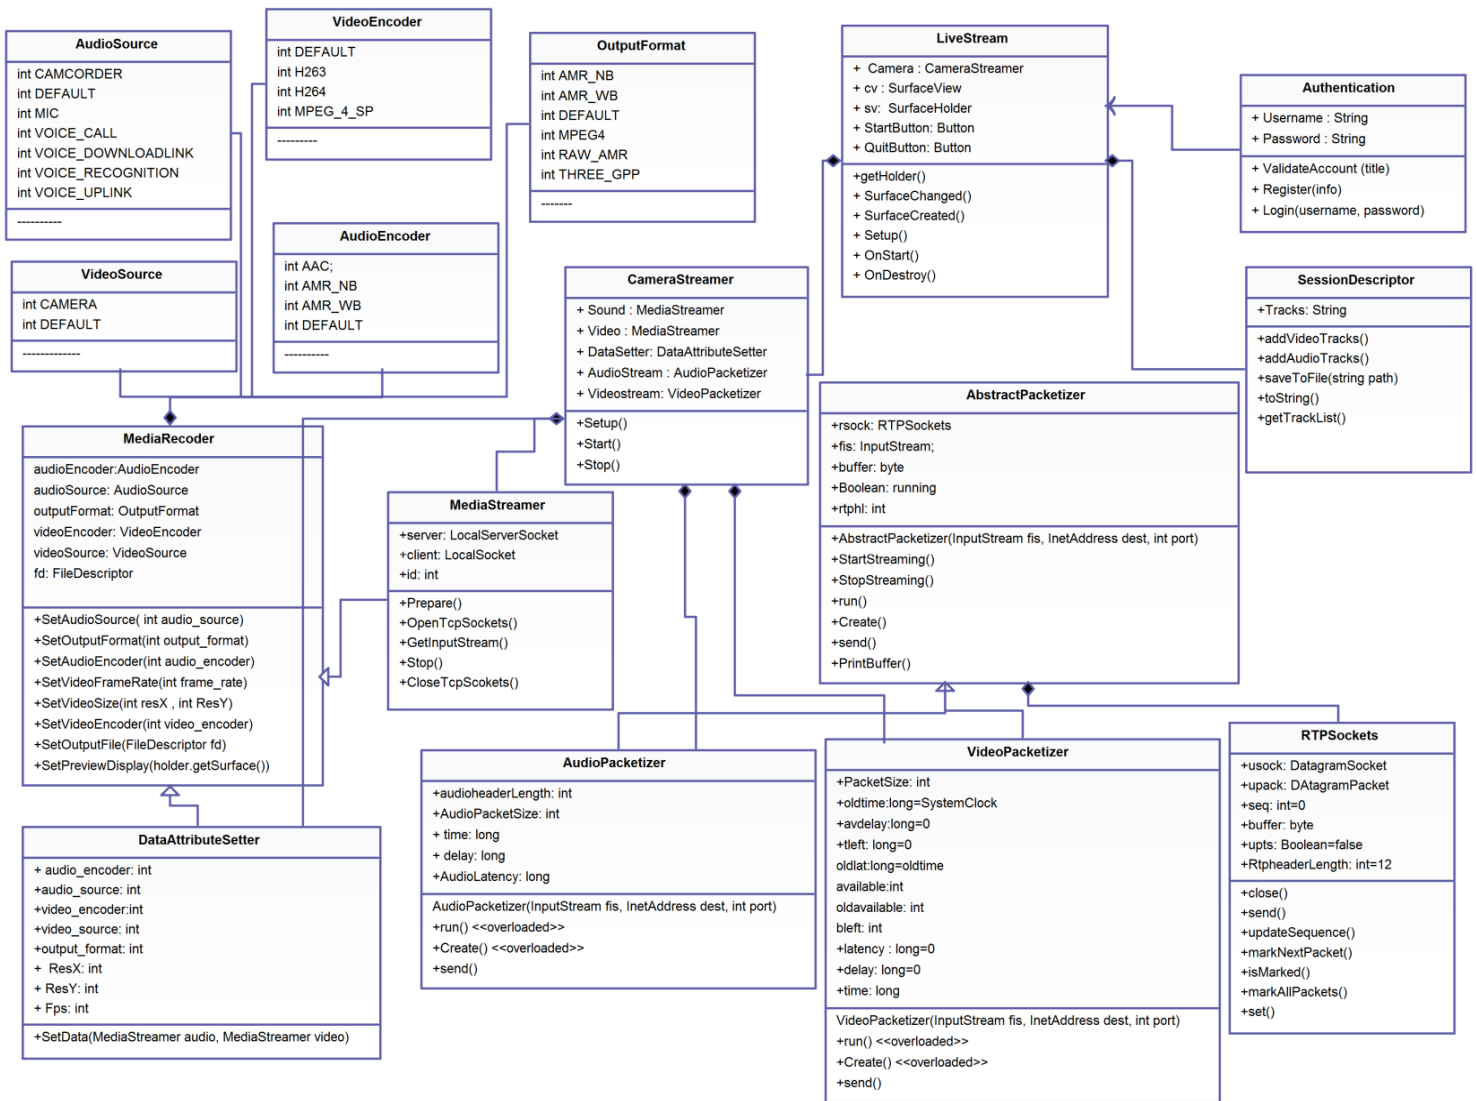 AudioSource
int CAMCORDER
int DEFAULT
int MIC
int VOICE_CALL
int VOICE_DOWNLOADLINK
int VOICE_RECOGNITION
int VOICE_UPLINK
----------
VideoEncoder
int DEFAULT
int H263
int H264
int MPEG_4_SP
---------
OutputFormat
int AMR_NB
int AMR_WB
int DEFAULT
int MPEG4
int RAW_AMR
int THREE_GPP
-------
LiveStream
+ Camera : CameraStreamer
+ cv : SurfaceView
+ sv: SurfaceHolder
+ StartButton: Button
+ QuitButton: Button
+getHolder()
+ SurfaceChanged()
+ SurfaceCreated()
+ Setup()
+ OnStart()
+ OnDestroy()
Authentication
+ Username : String
+ Password : String
+ ValidateAccount (title)
+ Register(info)
+ Login(username, password)
VideoSource
int CAMERA
int DEFAULT
-------------
AudioEncoder
int AAC;
int AMR_NB
int AMR_WB
int DEFAULT
----------
CameraStreamer
+ Sound : MediaStreamer
+ Video : MediaStreamer
+ DataSetter: DataAttributeSetter
+ AudioStream : AudioPacketizer
+ Videostream: VideoPacketizer
+Setup()
+Start()
+Stop()
SessionDescriptor
+Tracks: String
+addVideoTracks()
+addAudioTracks()
+saveToFile(string path)
+toString()
+getTrackList()
AbstractPacketizer
+rsock: RTPSockets
+fis: InputStream;
+buffer: byte
+Boolean: running
+rtphl: int
+AbstractPacketizer(InputStream fis, InetAddress dest, int port)
+StartStreaming()
+StopStreaming()
+run()
+Create()
+send()
+PrintBuffer()
MediaRecoder
audioEncoder:AudioEncoder
audioSource: AudioSource
outputFormat: OutputFormat
videoEncoder: VideoEncoder
videoSource: VideoSource
fd: FileDescriptor
+SetAudioSource( int audio_source)
+SetOutputFormat(int output_format)
+SetAudioEncoder(int audio_encoder)
+SetVideoFrameRate(int frame_rate)
+SetVideoSize(int resX , int ResY)
+SetVideoEncoder(int video_encoder)
+SetOutputFile(FileDescriptor fd)
+SetPreviewDisplay(holder.getSurface())
MediaStreamer
+server: LocalServerSocket
+client: LocalSocket
+id: int
+Prepare()
+OpenTcpSockets()
+GetInputStream()
+Stop()
+CloseTcpScokets()
AudioPacketizer
+audioheaderLength: int
+AudioPacketSize: int
+ time: long
+ delay: long
+AudioLatency: long
AudioPacketizer(InputStream fis, InetAddress dest, int port)
+run() <<overloaded>>
+Create() <<overloaded>>
+send()
VideoPacketizer
+PacketSize: int
+oldtime:long=SystemClock
+avdelay:long=0
+tleft: long=0
oldlat:long=oldtime
available:int
oldavailable: int
bleft: int
+latency : long=0
+delay: long=0
+time: long
VideoPacketizer(InputStream fis, InetAddress dest, int port)
+run() <<overloaded>>
+Create() <<overloaded>>
+send()
RTPSockets
+usock: DatagramSocket
+upack: DAtagramPacket
+seq: int=0
+buffer: byte
+upts: Boolean=false
+RtpheaderLength: int=12
+close()
+send()
+updateSequence()
+markNextPacket()
+isMarked()
+markAllPackets()
+set()
DataAttributeSetter
+ audio_encoder: int
+audio_source: int
+video_encoder:int
+video_source: int
+output_format: int
+ ResX: int
+ ResY: int
+ Fps: int
+SetData(MediaStreamer audio, MediaStreamer video)